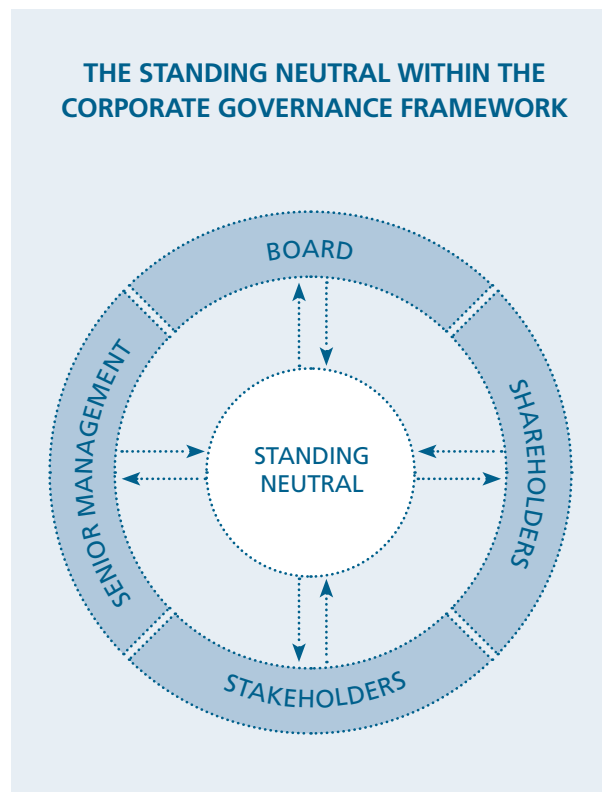 THE STANDING NEUTRAL WITHIN THE
CORPORATE GOVERNANCE FRAMEWORK
BOARD
SENIOR MANAGEMENT
SHAREHOLDERS
STANDING
NEUTRAL
STAKEHOLDERS